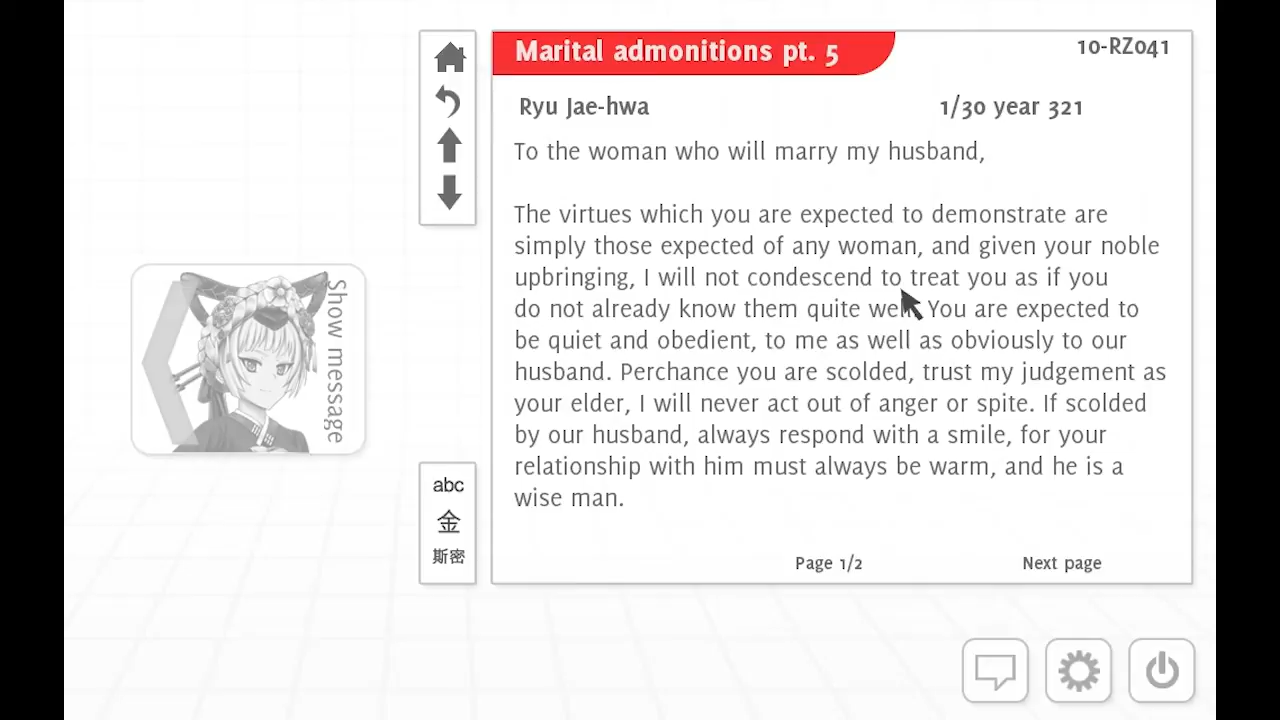 Marital admonitions pt. 5
10-RZ041
Ryu Jae-hwa
1/30 year 321
To the woman who will marry my husband,
The virtues which you are expected to demonstrate are
simply those expected of any woman, and given your noble
upbringing, I will not condescend to treat you as if you
do not already know them quite well. You are expected to
be quiet and obedient, to me as well as obviously to our
husband. Perchance you are scolded, trust my judgement as
your elder, I will never act out of anger or spite. If scolded
by our husband, always respond with a smile, for your
relationship with him must always be warm, and he is a
wise man.
Page 1/2
Next page
Show message
abc
金
斯密